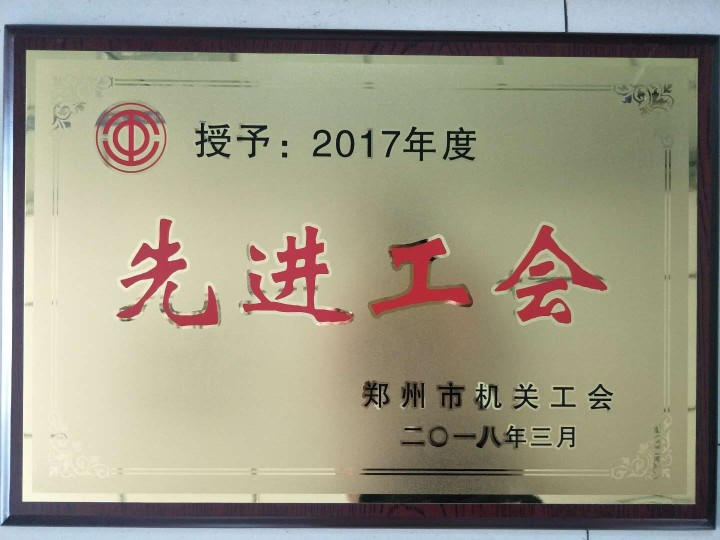 授予：2017年度
先进工会
郑州市机关工会
二〇一八年三月